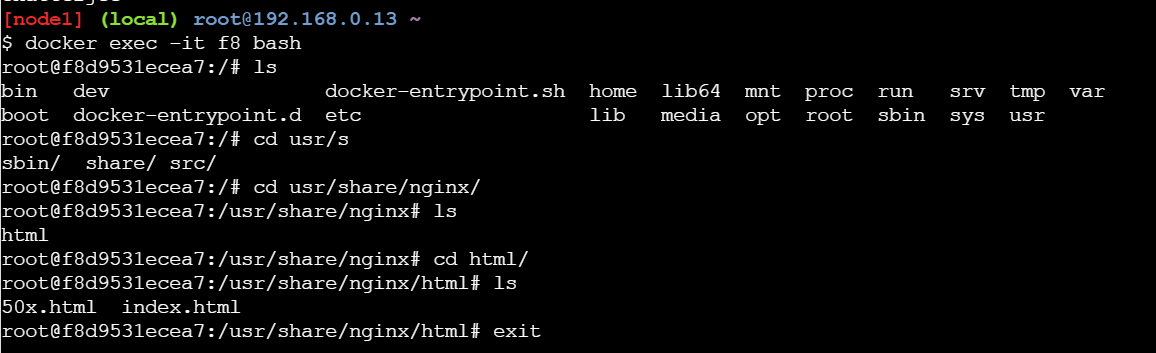 [node1] (local) root@192.168.0.13 ~
$ docker exec -it f8 bash
root@f8d9531ecea7:/# ls
bin   dev                  docker-entrypoint.sh  home  lib64  mnt  proc  run   srv  tmp  var
boot  docker-entrypoint.d  etc                   lib   media  opt  root  sbin  sys  usr
root@f8d9531ecea7:/# cd usr/s
sbin/  share/ src/
root@f8d9531ecea7:/# cd usr/share/nginx/
root@f8d9531ecea7:/usr/share/nginx# ls
html
root@f8d9531ecea7:/usr/share/nginx# cd html/
root@f8d9531ecea7:/usr/share/nginx/html# ls
50x.html  index.html
root@f8d9531ecea7:/usr/share/nginx/html# exit